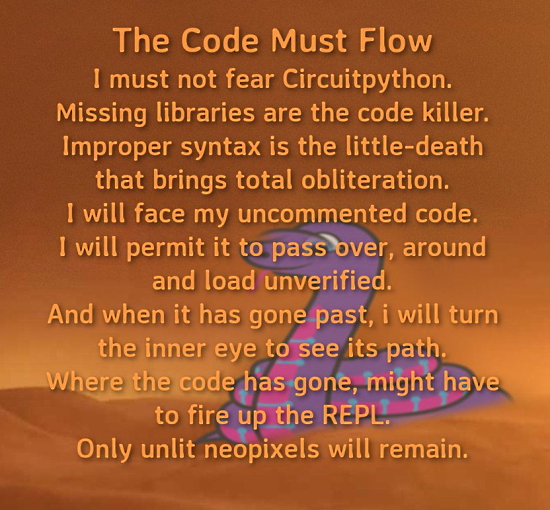 The Code Must Flow
I must not fear Circuitpython.
Missing libraries are the code killer.
Improper syntax is the little-death
that brings total obliteration.
I will face my uncommented code.
I will permit it to pass over, around
and load unverified.
And when it has gone past, i will turn
the inner eye to see its path.
Where the code has gone, might have
to fire up the REPL.
Only unlit neopixels will remain.